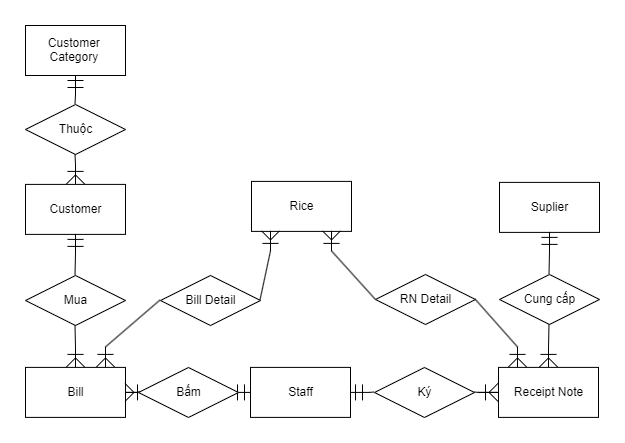 Customer
Category
Thuộc
Customer
Rice
Suplier
Mua
Bill Detail
RN Detail
Cung cấp
Bill
Bấm
Staff
Ký
Receipt Note